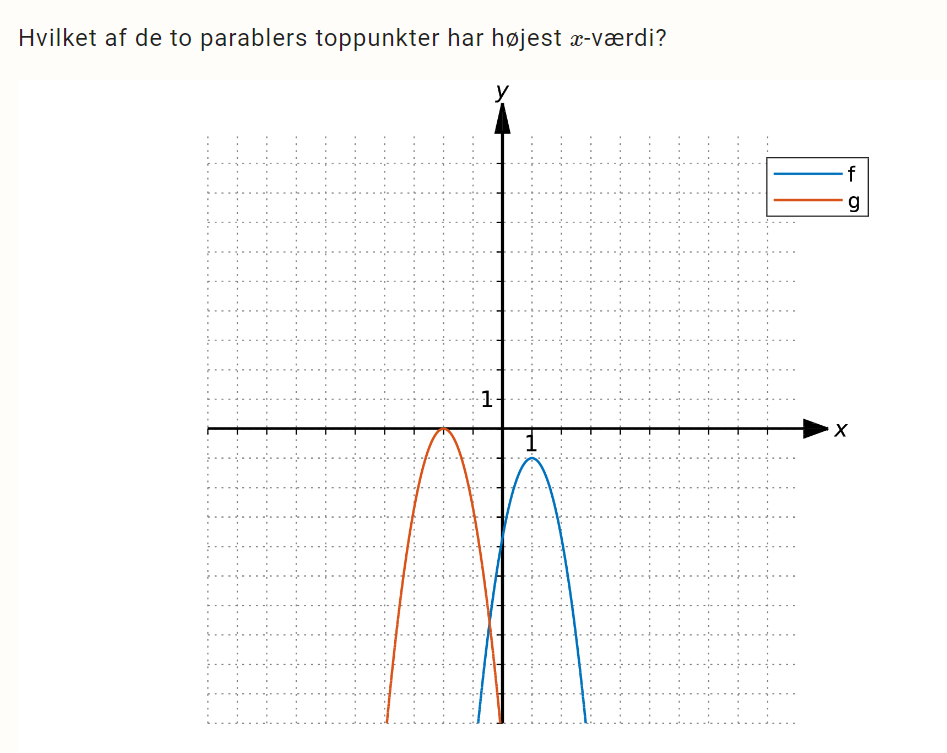 Hvilket af de to parablers toppunkter har højest x-værdi?
y
f
g
1
x
1